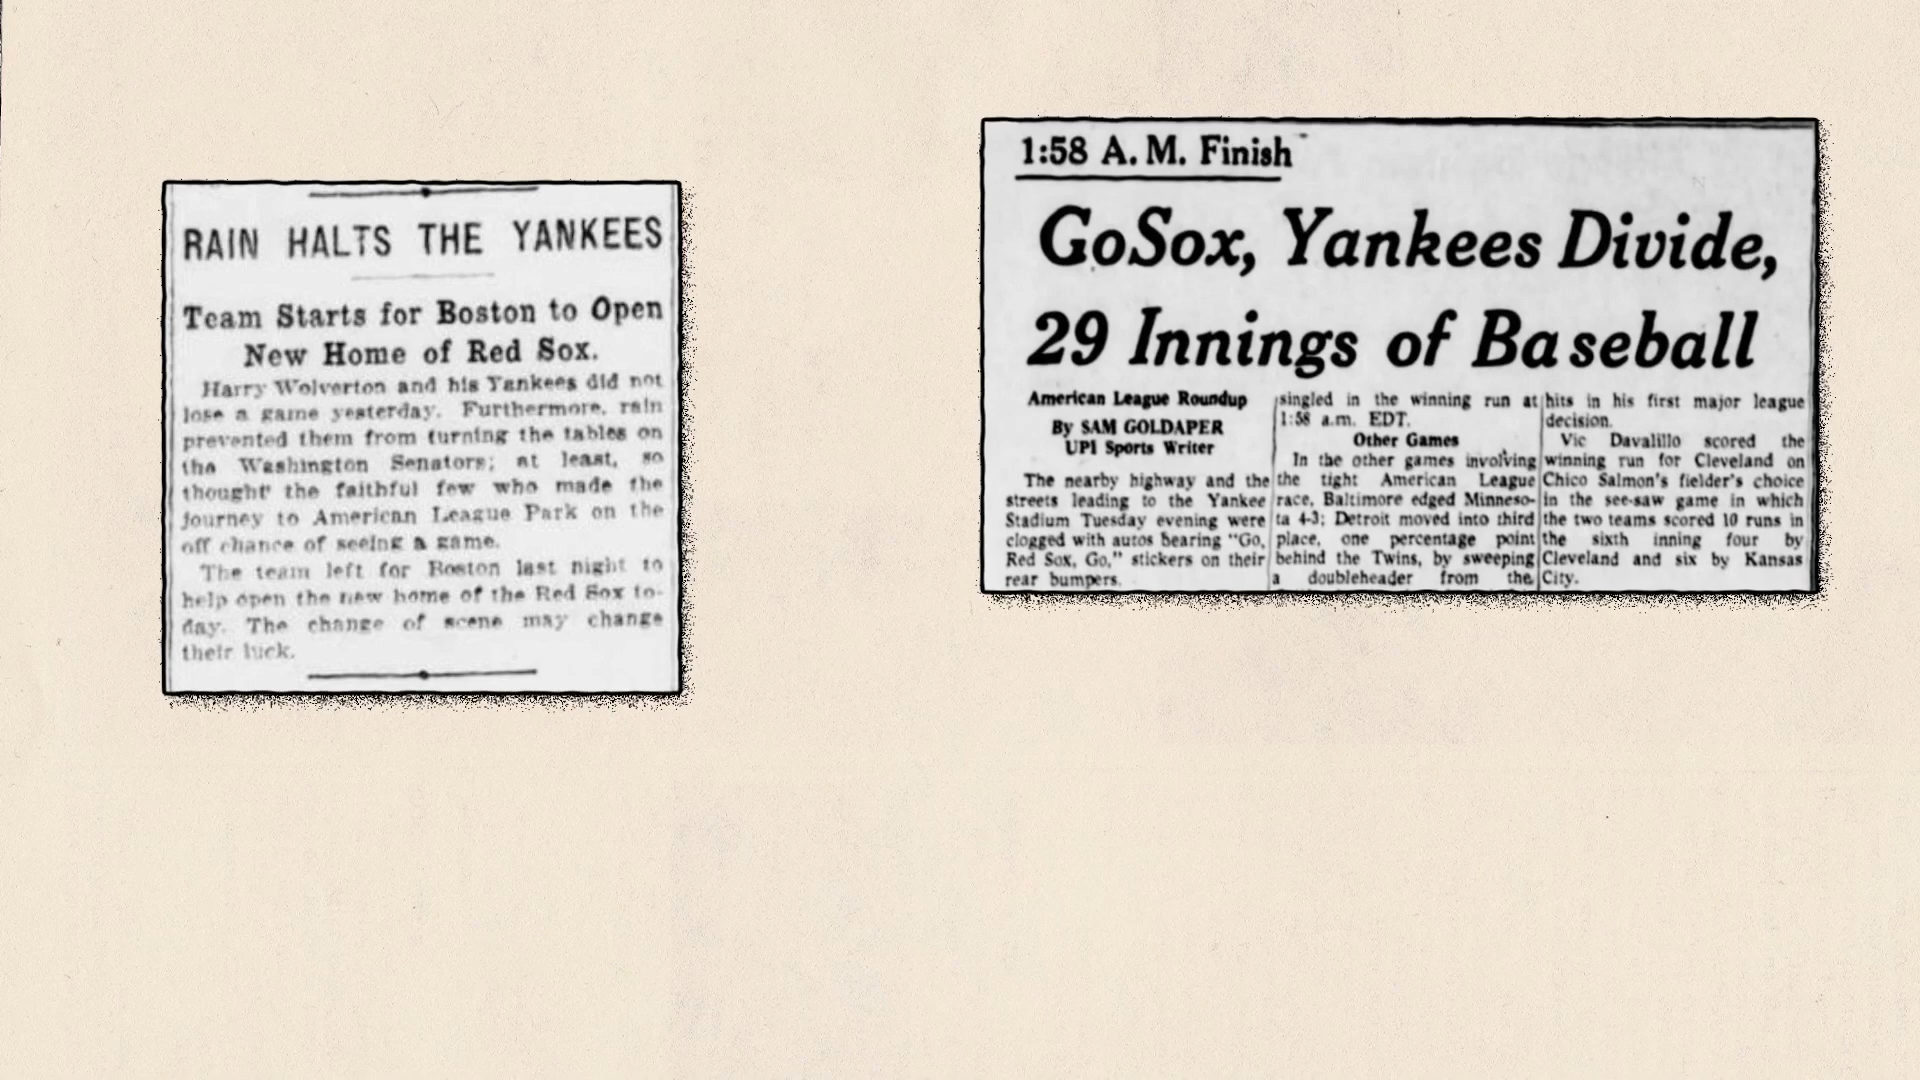 RAIN HALTS THE YANKEES
Team Starts for Boston to Open
New Home of Red Sox.
Harry Wolverton and his Yankees did not
lose a game yesterday. Furthermore, rain
prevented them from turning the tables on
the Washington Senators; at least, so
thought the faithful few who made the
journey to American League Park on the
off chance of seeing a game.
The team left for Boston last night to
help open the new home of the Red Sox to-
day. The change of scene may change
their luck.
1:58 A. M. Finish
GoSox, Yankees Divide,
29 Innings of Baseball
American League Roundup
By SAM GOLDAPER
UPI Sports Writer
The nearby highway and the
streets leading to the Yankee
Stadium Tuesday evening were
clogged with autos bearing "Go,
Red Sox, Go," stickers on their
rear bumpers.
singled in the winning run at
1:58 a.m. EDT.
Other Games
In the other games involving
the tight American League
race, Baltimore edged Minneso-
ta 4-3; Detroit moved into third
place, one percentage point
behind the Twins, by sweeping
a doubleheader from the
hits in his first major league
decision.
Vic Davalillo scored the
winning run for Cleveland on
Chico Salmon's fielder's choice
in the see-saw game in which
the two teams scored 10 runs in
the sixth inning four by
Cleveland and six by Kansas
City.